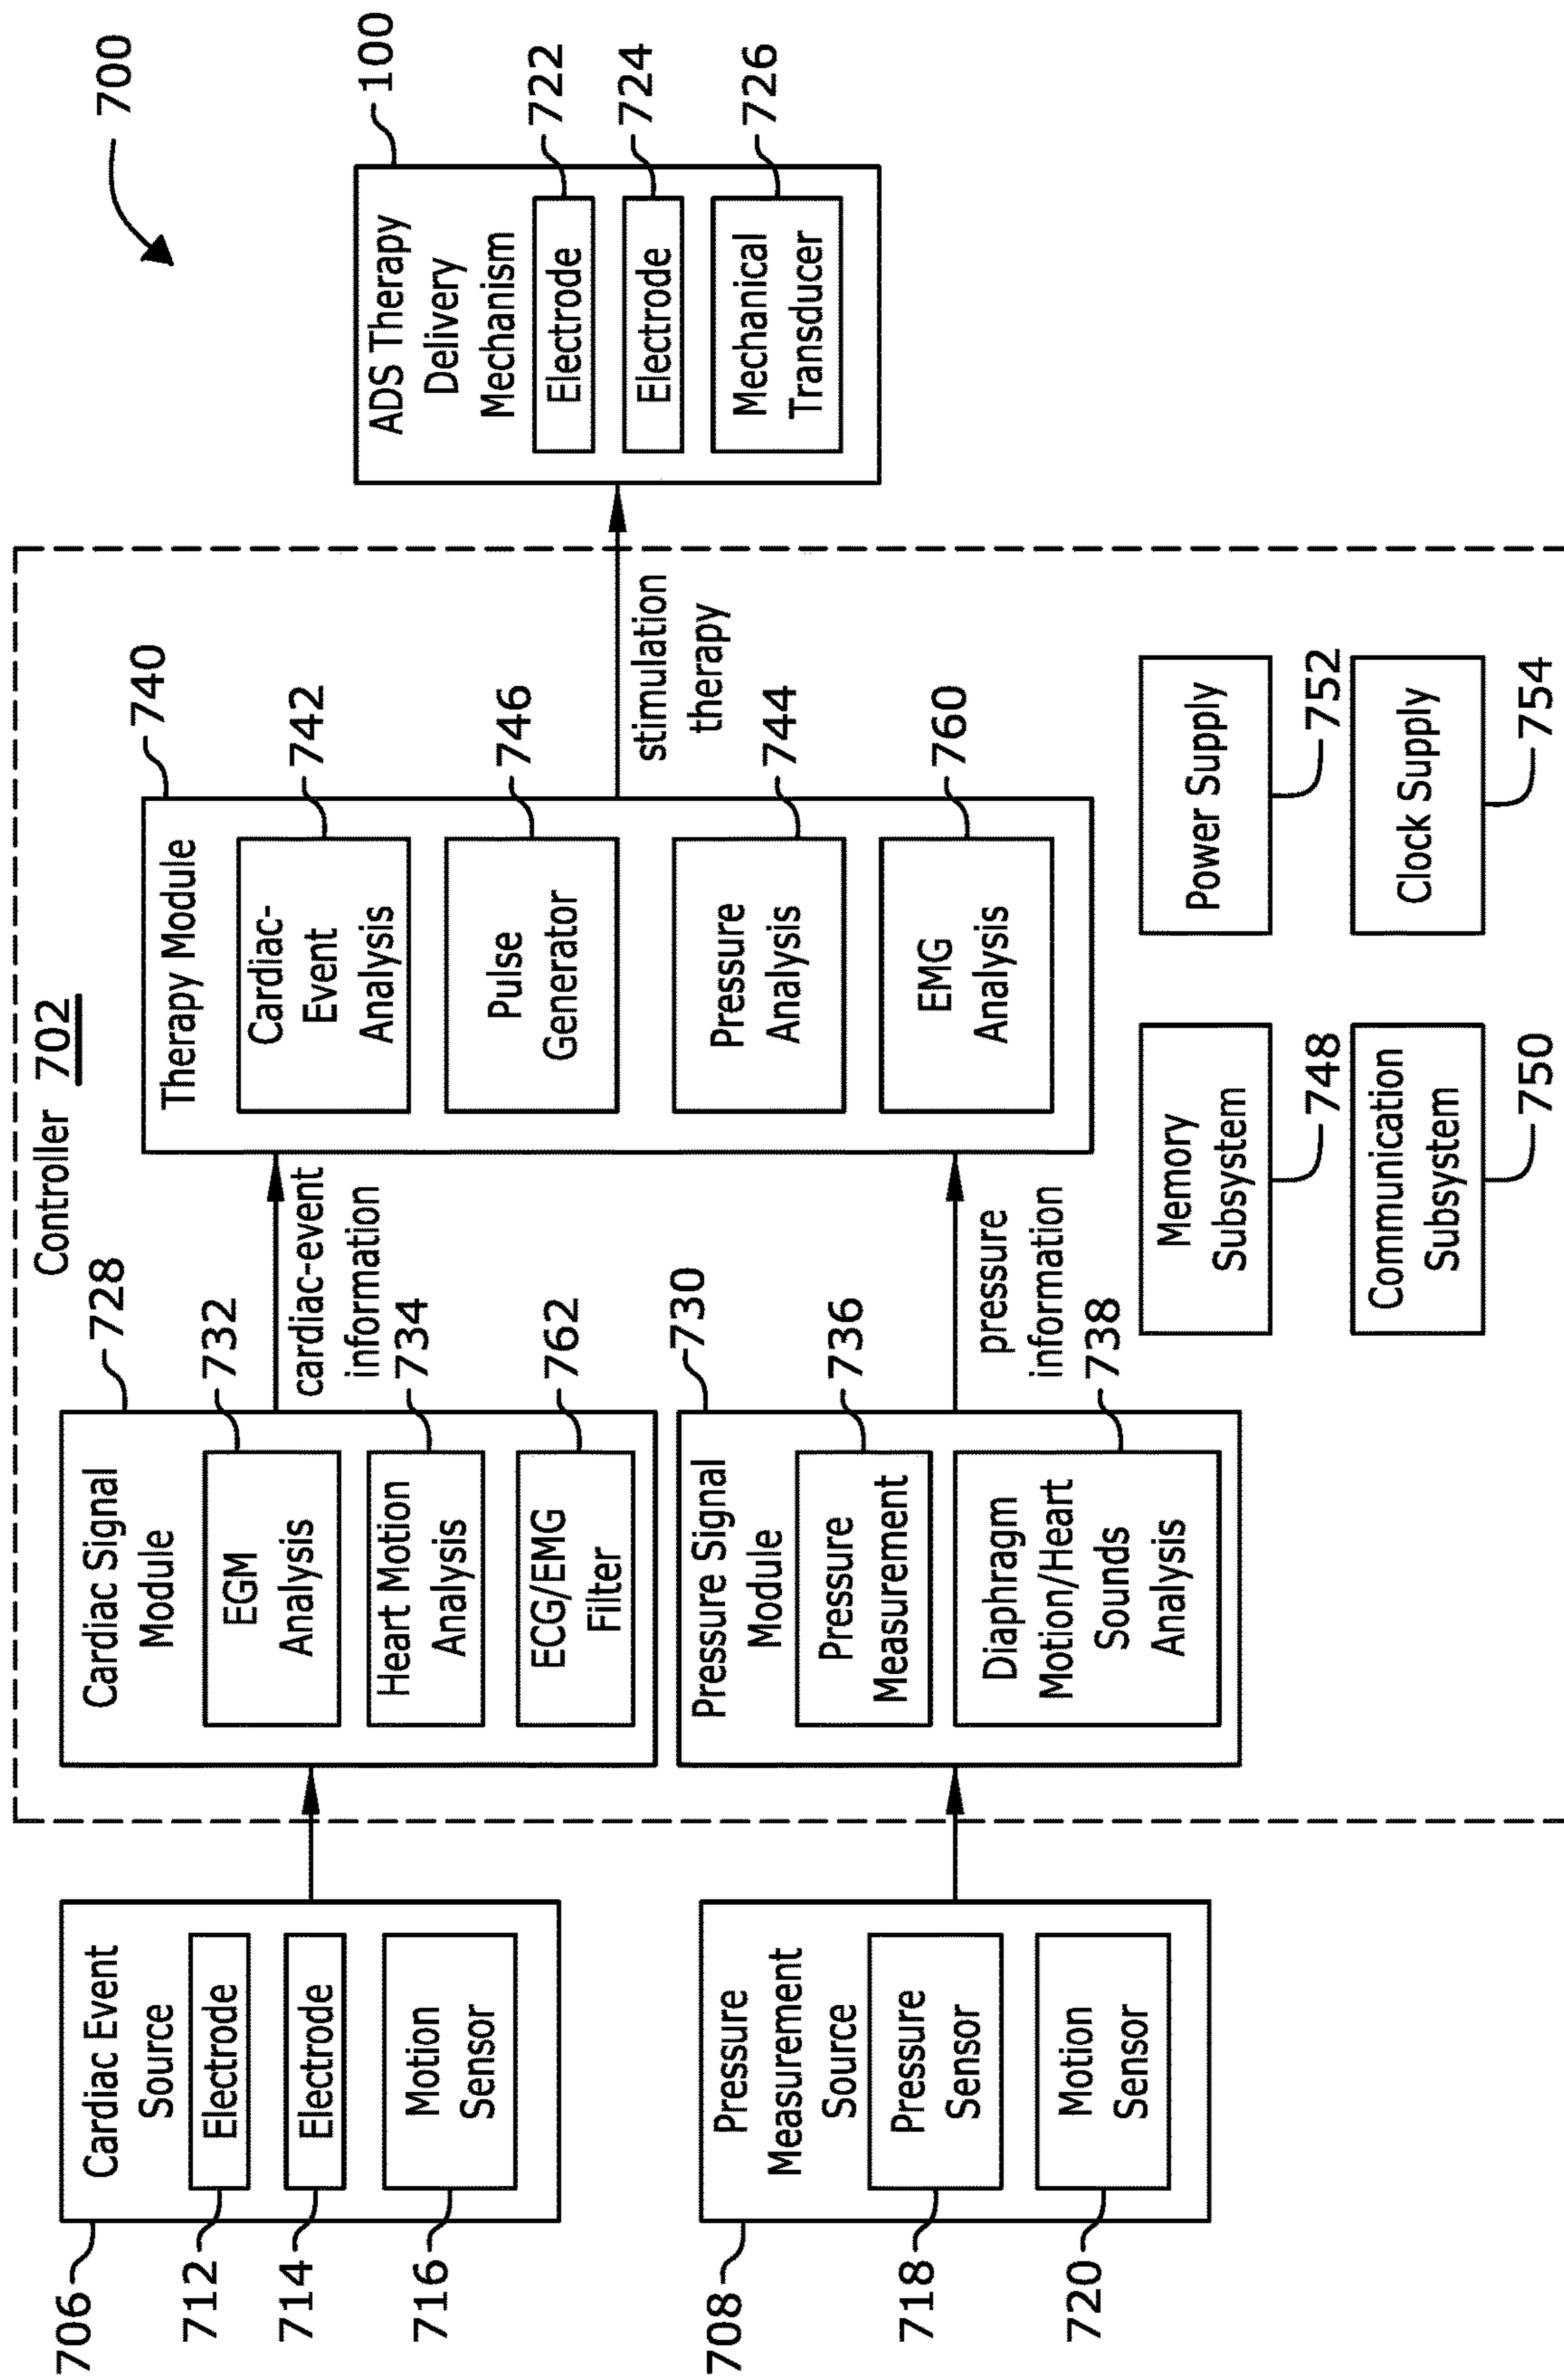 700
Controller 702
706
Cardiac Event
Source
712
Electrode
714
Electrode
716
Motion
Sensor
708
Pressure
Measurement
Source
718
Pressure
Sensor
720
Motion
Sensor
728
Cardiac Signal
Module
732
EGM
Analysis
734
Heart Motion
Analysis
762
ECG/EMG
Filter
cardiac-event
information
730
Pressure Signal
Module
736
Pressure
Measurement
738
Diaphragm
Motion/Heart
Sounds
Analysis
pressure
information
740
Therapy Module
742
Cardiac-
Event
Analysis
746
Pulse
Generator
744
Pressure
Analysis
760
EMG
Analysis
stimulation
therapy
100
ADS Therapy
Delivery
Mechanism
722
Electrode
724
Electrode
726
Mechanical
Transducer
Memory
Subsystem
748
Power Supply
752
Communication
Subsystem
750
Clock Supply
754